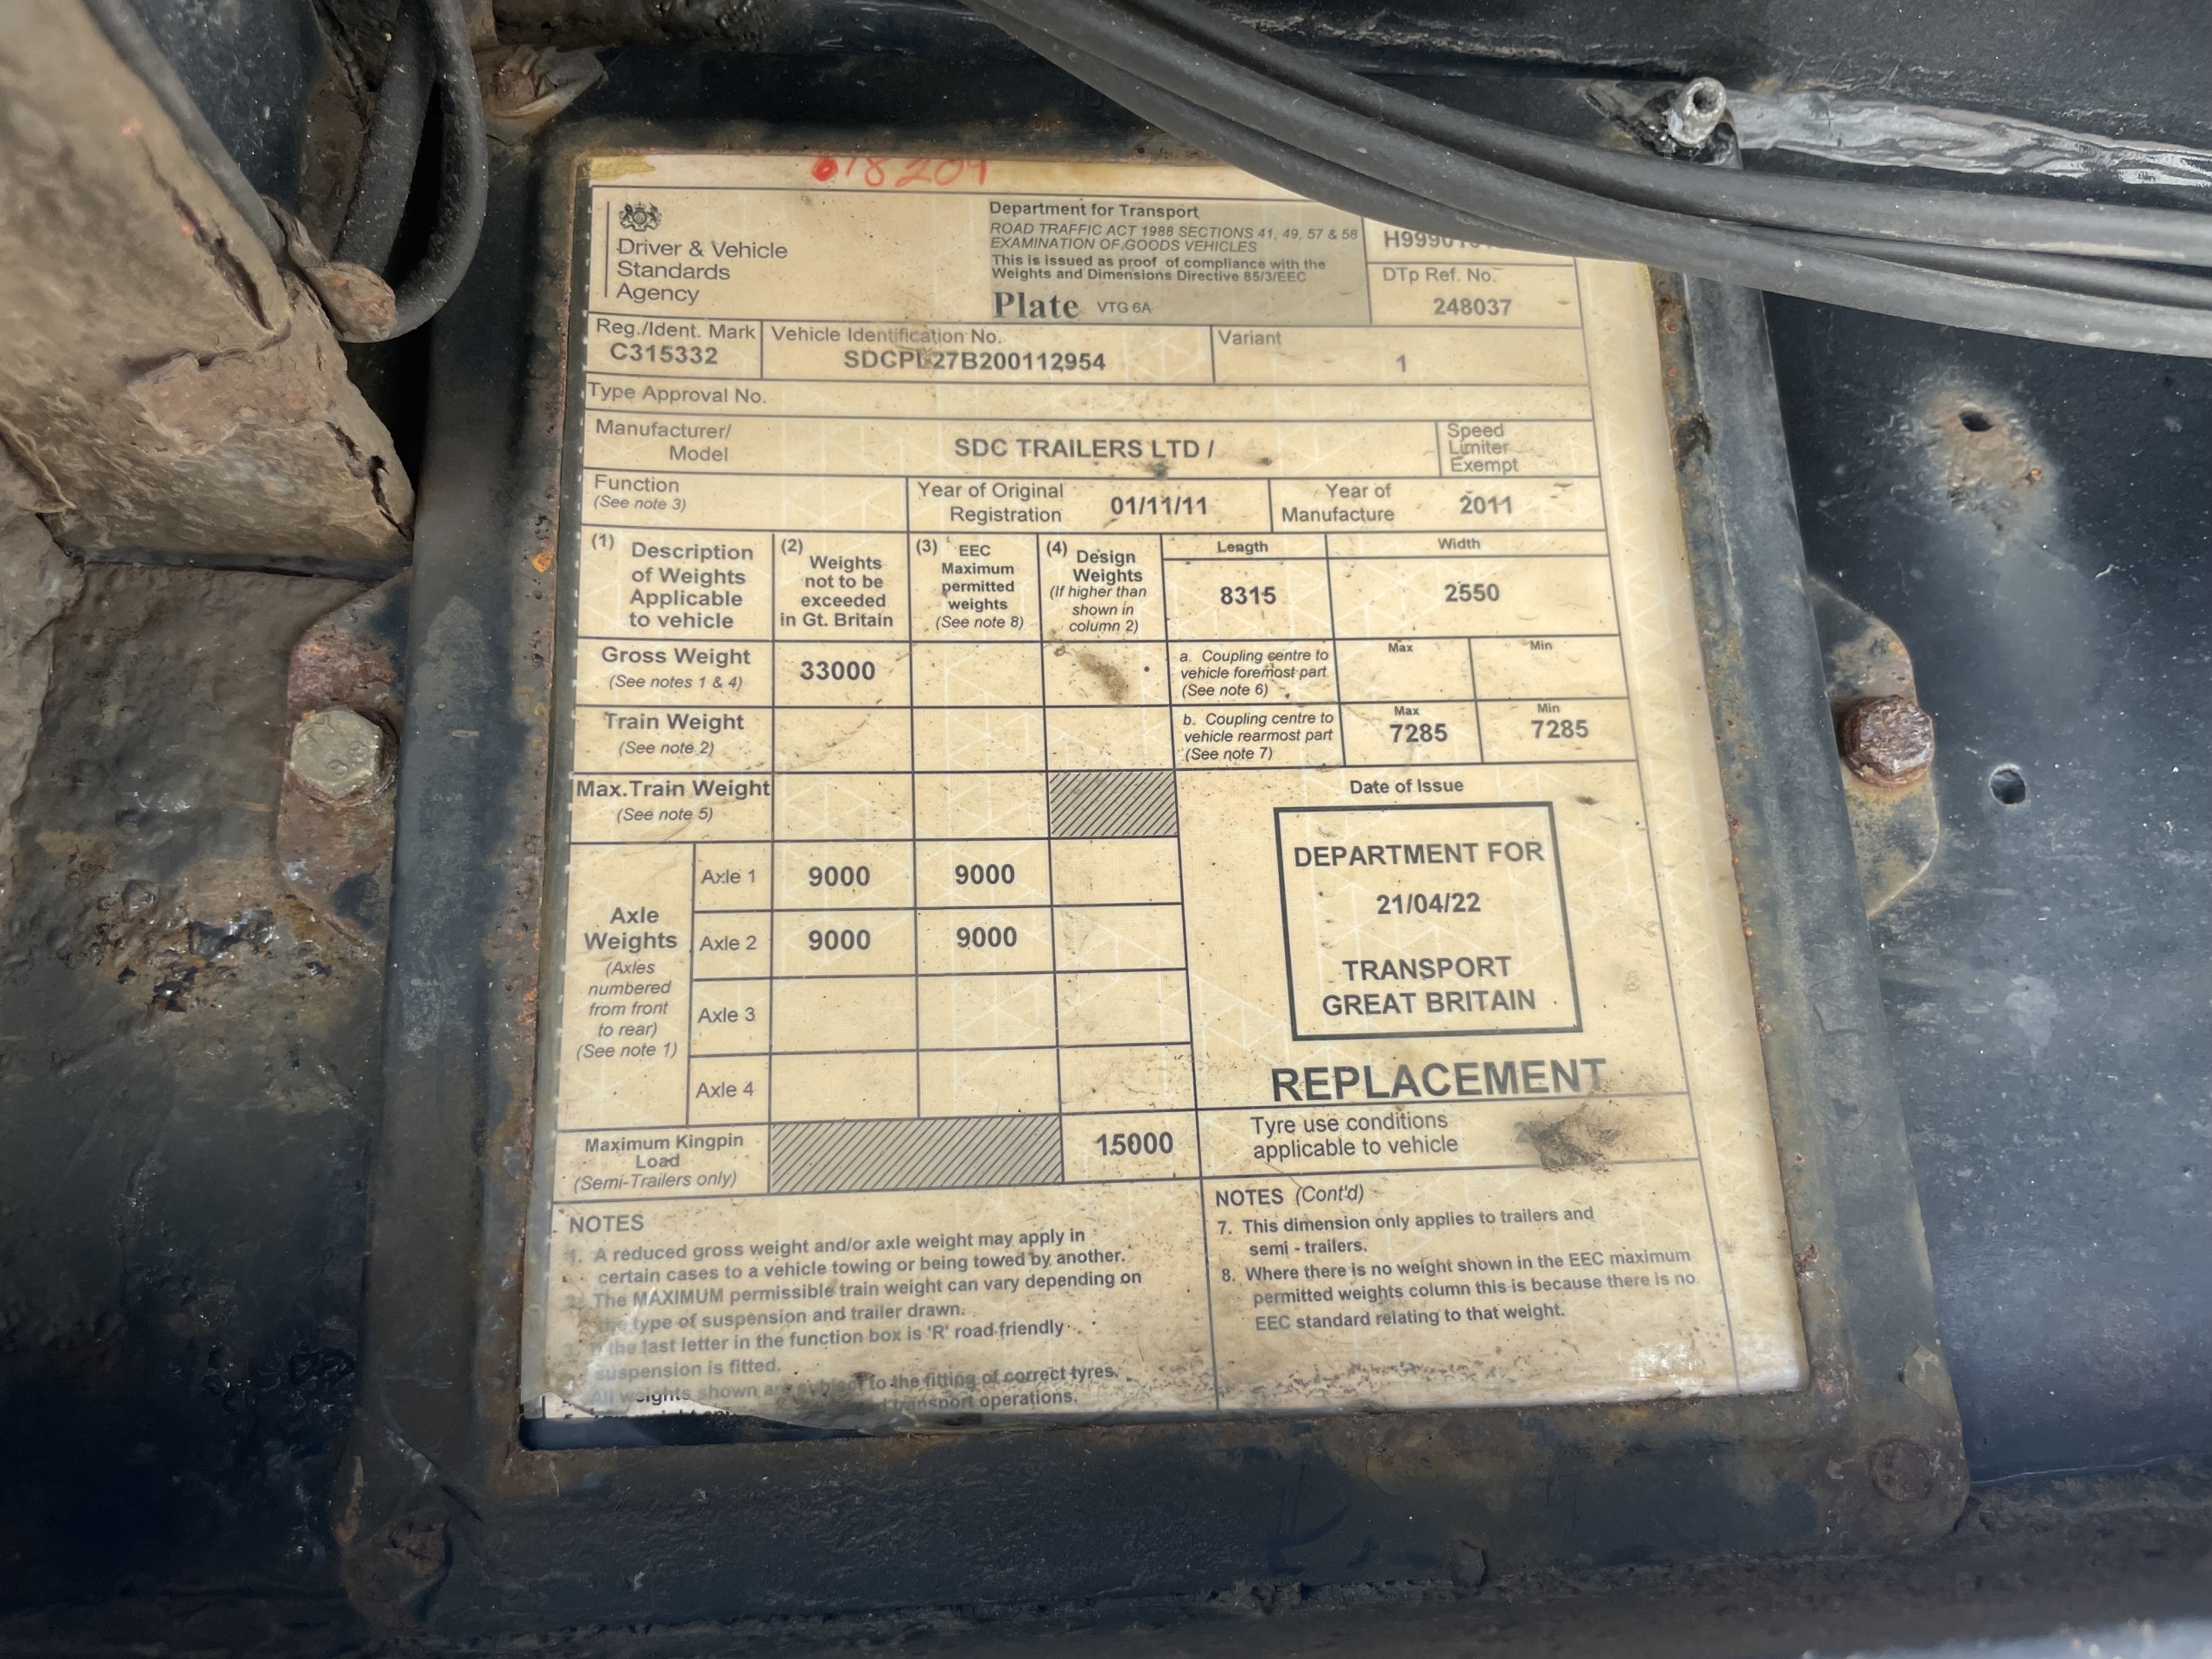 618209
Driver & Vehicle
Standards
Agency
Department for Transport
ROAD TRAFFIC ACT 1988 SECTIONS 41, 49, 57 & 58
EXAMINATION OF GOODS VEHICLES
This is issued as proof of compliance with the
Weights and Dimensions Directive 85/3/EEC
Plate VTG 6A
DTp Ref. No.
248037
Reg./Ident. Mark
C315332
Vehicle Identification No.
SDCPL27B200112954
Variant
1
Type Approval No.
Manufacturer/
Model
SDC TRAILERS LTD /
Speed
Limiter
Exempt
Function
(See note 3)
Year of Original
Registration
01/11/11
Year of
Manufacture
2011
(1) Description
of Weights
Applicable
to vehicle
(2) Weights
not to be
exceeded
in Gt. Britain
(3) EEC
Maximum
permitted
weights
(See note 8)
(4) Design
Weights
(If higher than
shown in
column 2)
Length
8315
Width
2550
Gross Weight
(See notes 1 & 4)
33000
a. Coupling centre to
vehicle foremost part
(See note 6)
Max
Min
Train Weight
(See note 2)
b. Coupling centre to
vehicle rearmost part
(See note 7)
Max
7285
Min
7285
Max.Train Weight
(See note 5)
Date of Issue
DEPARTMENT FOR
21/04/22
TRANSPORT
GREAT BRITAIN
REPLACEMENT
Axle
Weights
(Axles
numbered
from front
to rear)
(See note 1)
Axle 1 9000 9000
Axle 2 9000 9000
Axle 3
Axle 4
Maximum Kingpin
Load
(Semi-Trailers only)
15000
Tyre use conditions
applicable to vehicle
NOTES
1. A reduced gross weight and/or axle weight may apply in
certain cases to a vehicle towing or being towed by another.
2. The MAXIMUM permissible train weight can vary depending on
the type of suspension and trailer drawn.
3. If the last letter in the function box is 'R' road friendly
suspension is fitted.
All weights shown are subject to the fitting of correct tyres.
transport operations.
NOTES (Cont'd)
7. This dimension only applies to trailers and
semi - trailers.
8. Where there is no weight shown in the EEC maximum
permitted weights column this is because there is no
EEC standard relating to that weight.